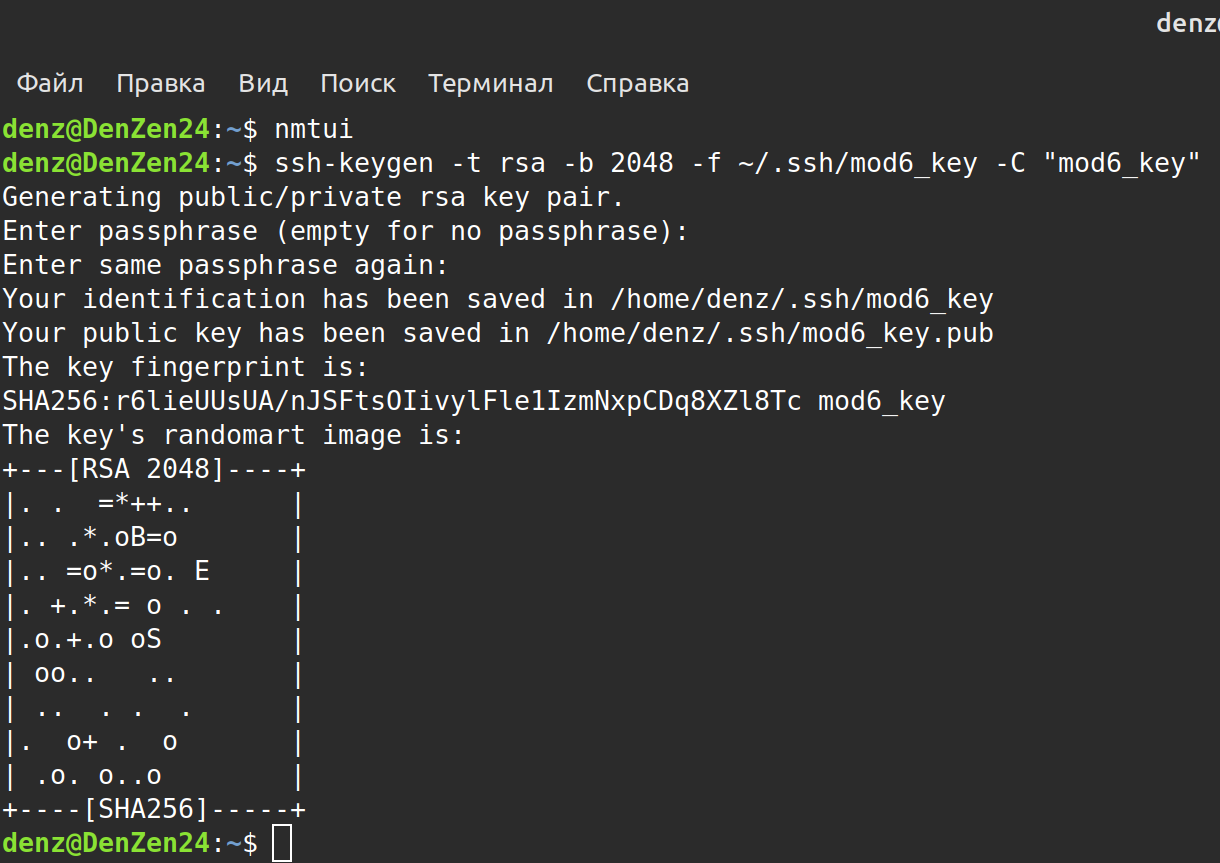 denz
Файл Правка Вид Поиск Терминал Справка
denz@DenZen24:~$ nmtui
denz@DenZen24:~$ ssh-keygen -t rsa -b 2048 -f ~/.ssh/mod6_key -C "mod6_key"
Generating public/private rsa key pair.
Enter passphrase (empty for no passphrase):
Enter same passphrase again:
Your identification has been saved in /home/denz/.ssh/mod6_key
Your public key has been saved in /home/denz/.ssh/mod6_key.pub
The key fingerprint is:
SHA256:r6lieUUsUA/nJSFtsOIivylFle1IzmNxpCDq8XZl8Tc mod6_key
The key's randomart image is:
+---[RSA 2048]----+
|. .  =*++..      |
|.. .*.oB=o       |
|.. =o*.=o. E     |
|. +.*.= o . .    |
|.o.+.o oS        |
| oo..   ..       |
| ..  . .  .      |
|.  o+ .  o       |
| .o. o..o        |
+----[SHA256]-----+
denz@DenZen24:~$